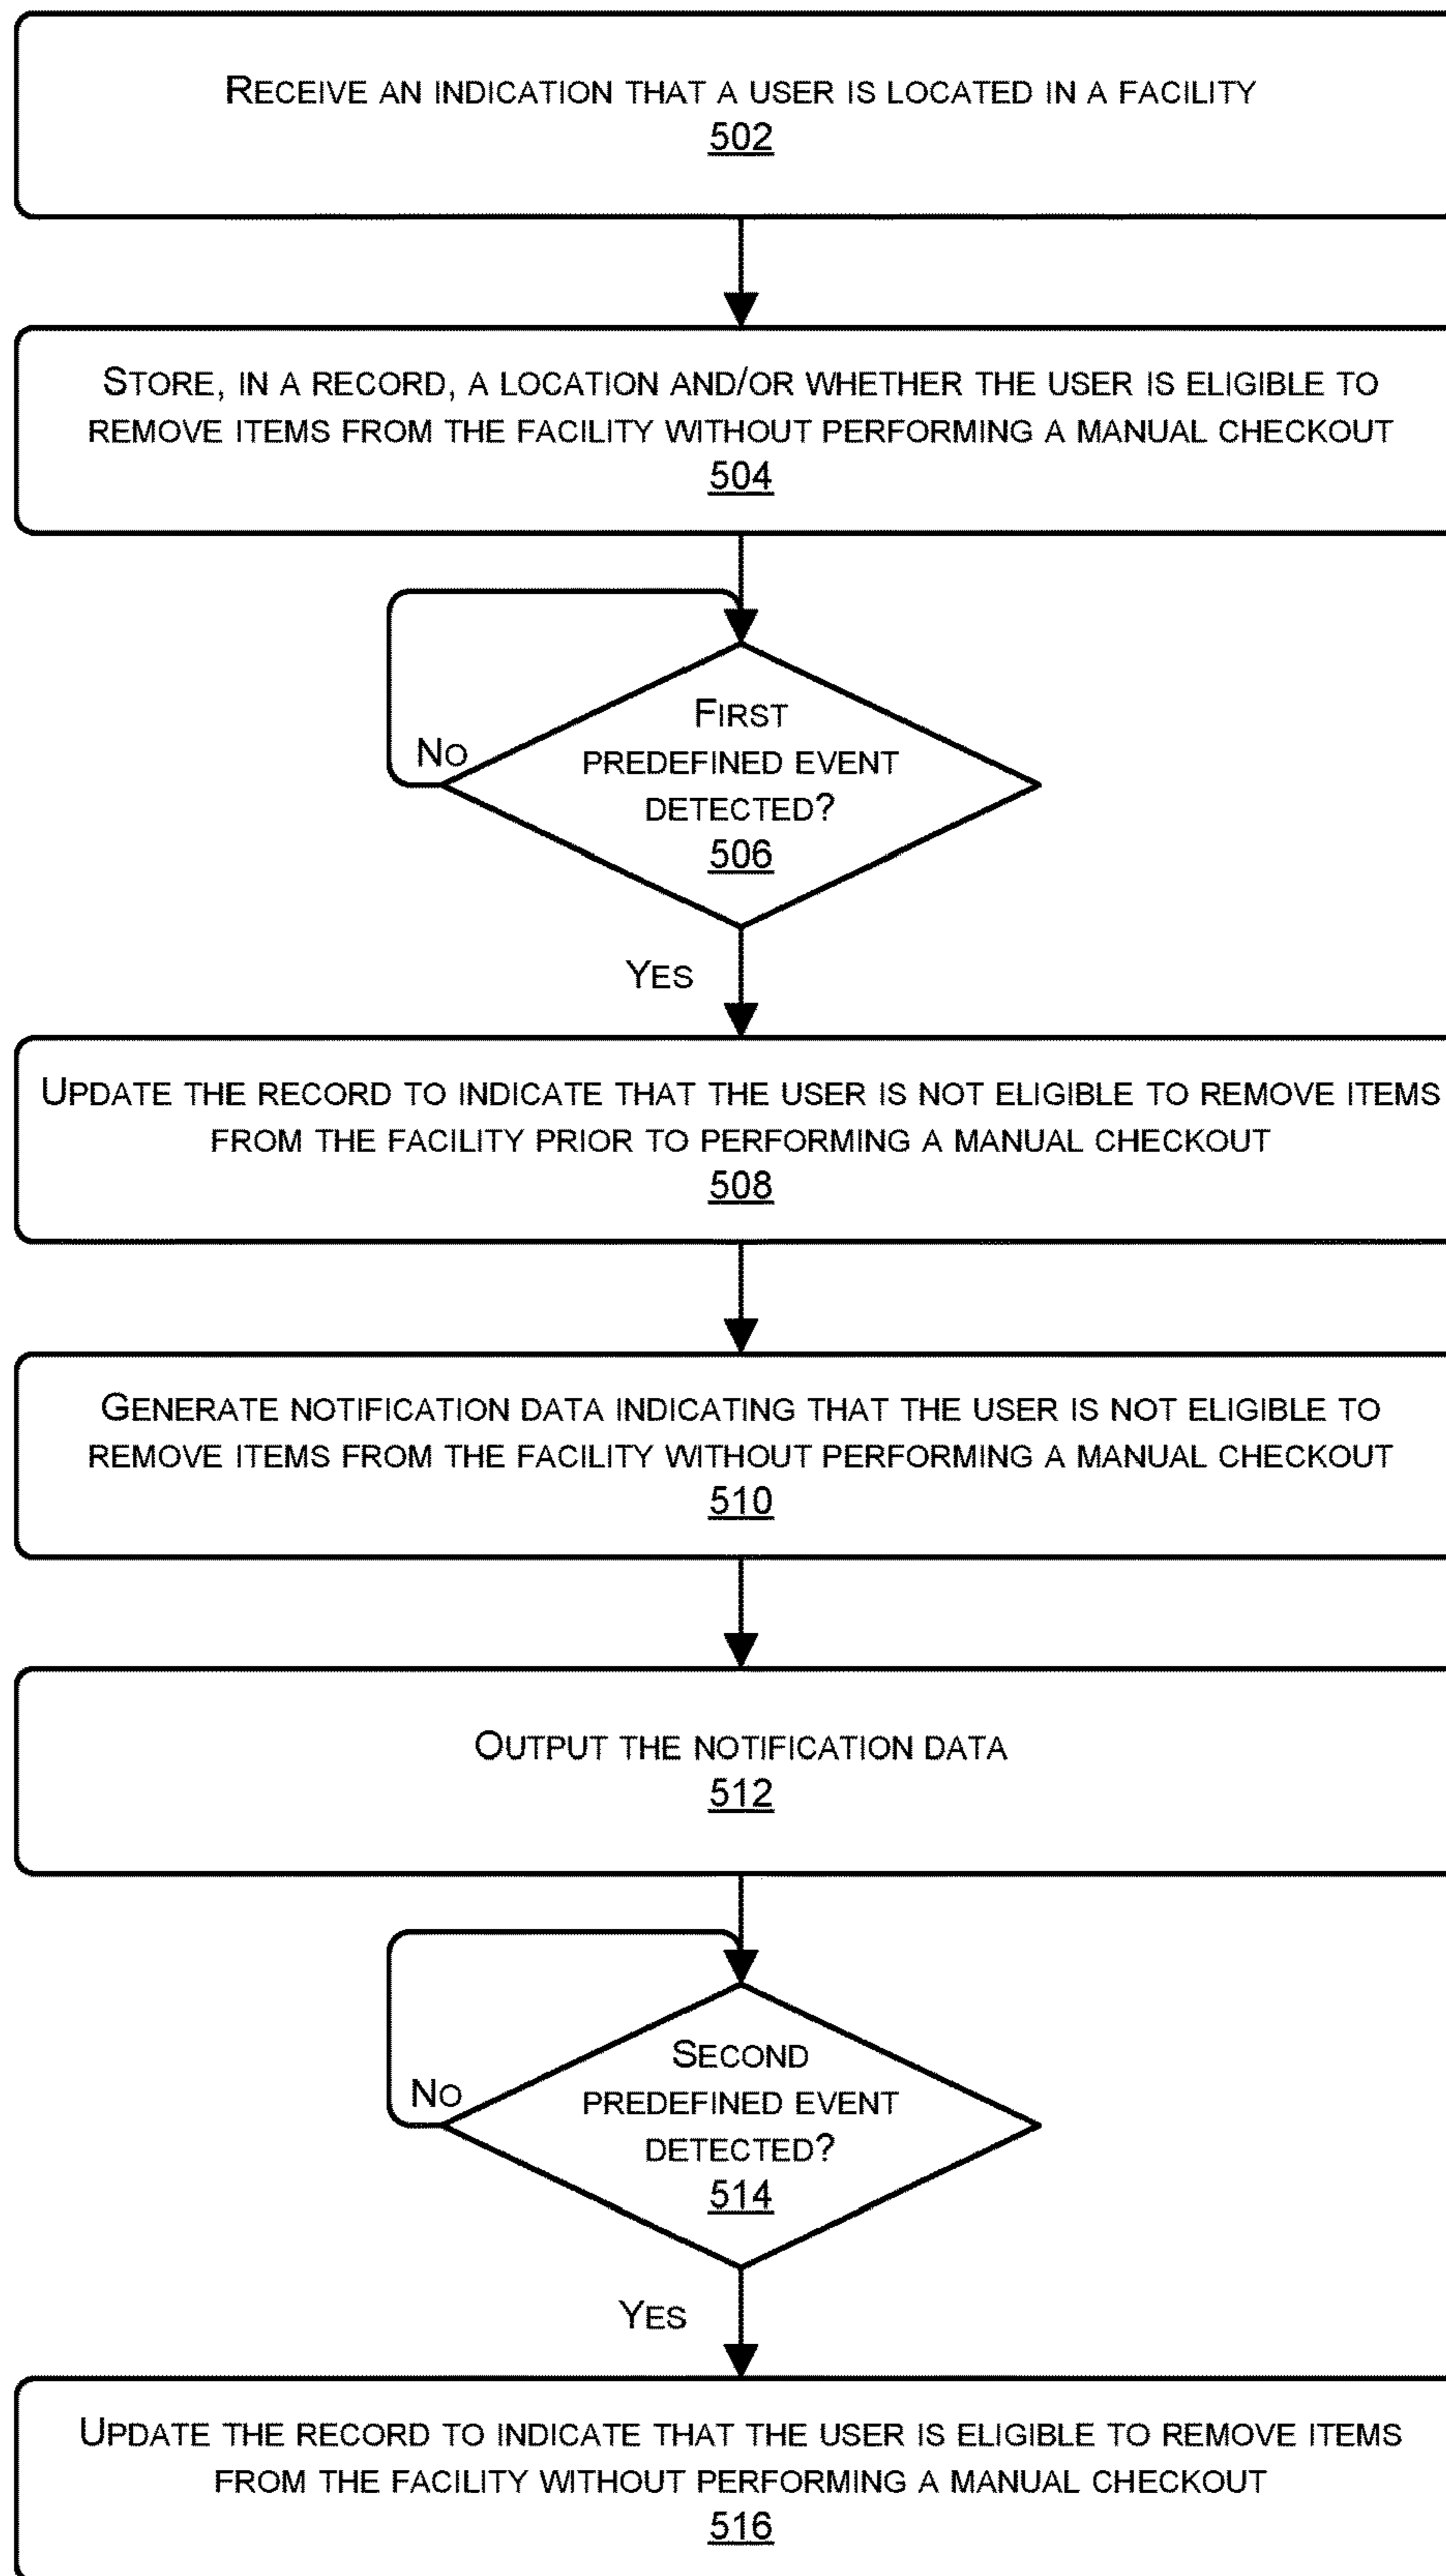 RECEIVE AN INDICATION THAT A USER IS LOCATED IN A FACILITY
502
STORE, IN A RECORD, A LOCATION AND/OR WHETHER THE USER IS ELIGIBLE TO
REMOVE ITEMS FROM THE FACILITY WITHOUT PERFORMING A MANUAL CHECKOUT
504
FIRST
PREDEFINED EVENT
DETECTED?
506
NO
YES
UPDATE THE RECORD TO INDICATE THAT THE USER IS NOT ELIGIBLE TO REMOVE ITEMS
FROM THE FACILITY PRIOR TO PERFORMING A MANUAL CHECKOUT
508
GENERATE NOTIFICATION DATA INDICATING THAT THE USER IS NOT ELIGIBLE TO
REMOVE ITEMS FROM THE FACILITY WITHOUT PERFORMING A MANUAL CHECKOUT
510
OUTPUT THE NOTIFICATION DATA
512
SECOND
PREDEFINED EVENT
DETECTED?
514
NO
YES
UPDATE THE RECORD TO INDICATE THAT THE USER IS ELIGIBLE TO REMOVE ITEMS
FROM THE FACILITY WITHOUT PERFORMING A MANUAL CHECKOUT
516